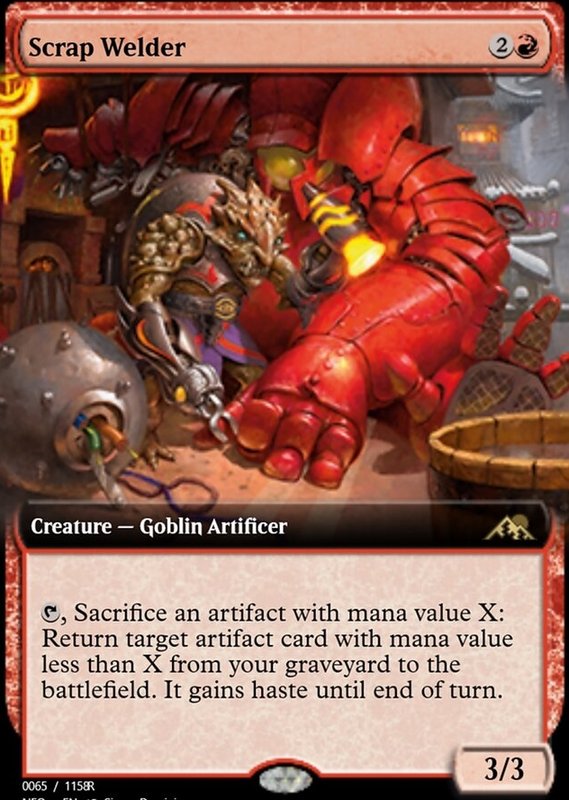 Scrap Welder 2
Creature — Goblin Artificer
, Sacrifice an artifact with mana value X:
Return target artifact card with mana value
less than X from your graveyard to the
battlefield. It gains haste until end of turn.
3/3
0065 / 1158R